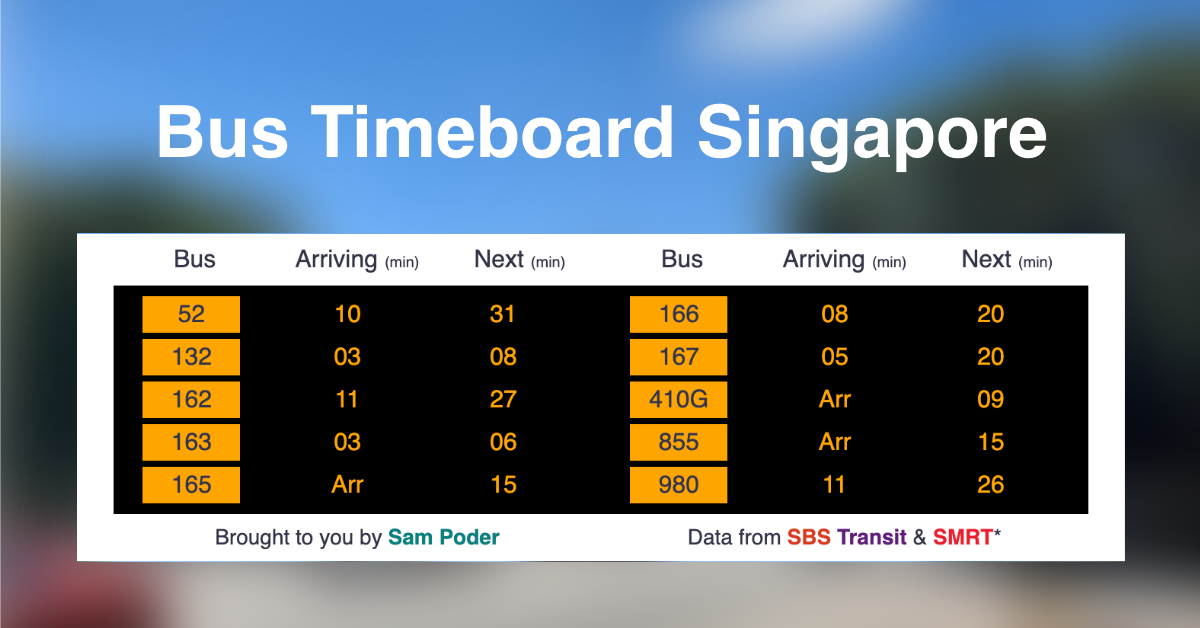 Bus Timeboard Singapore
Bus Arriving (min) Next (min) Bus Arriving (min) Next (min)
52 10 31 166 08 20
132 03 08 167 05 20
162 11 27 410G Arr 09
163 03 06 855 Arr 15
165 Arr 15 980 11 26
Brought to you by Sam Poder Data from SBS Transit & SMRT*